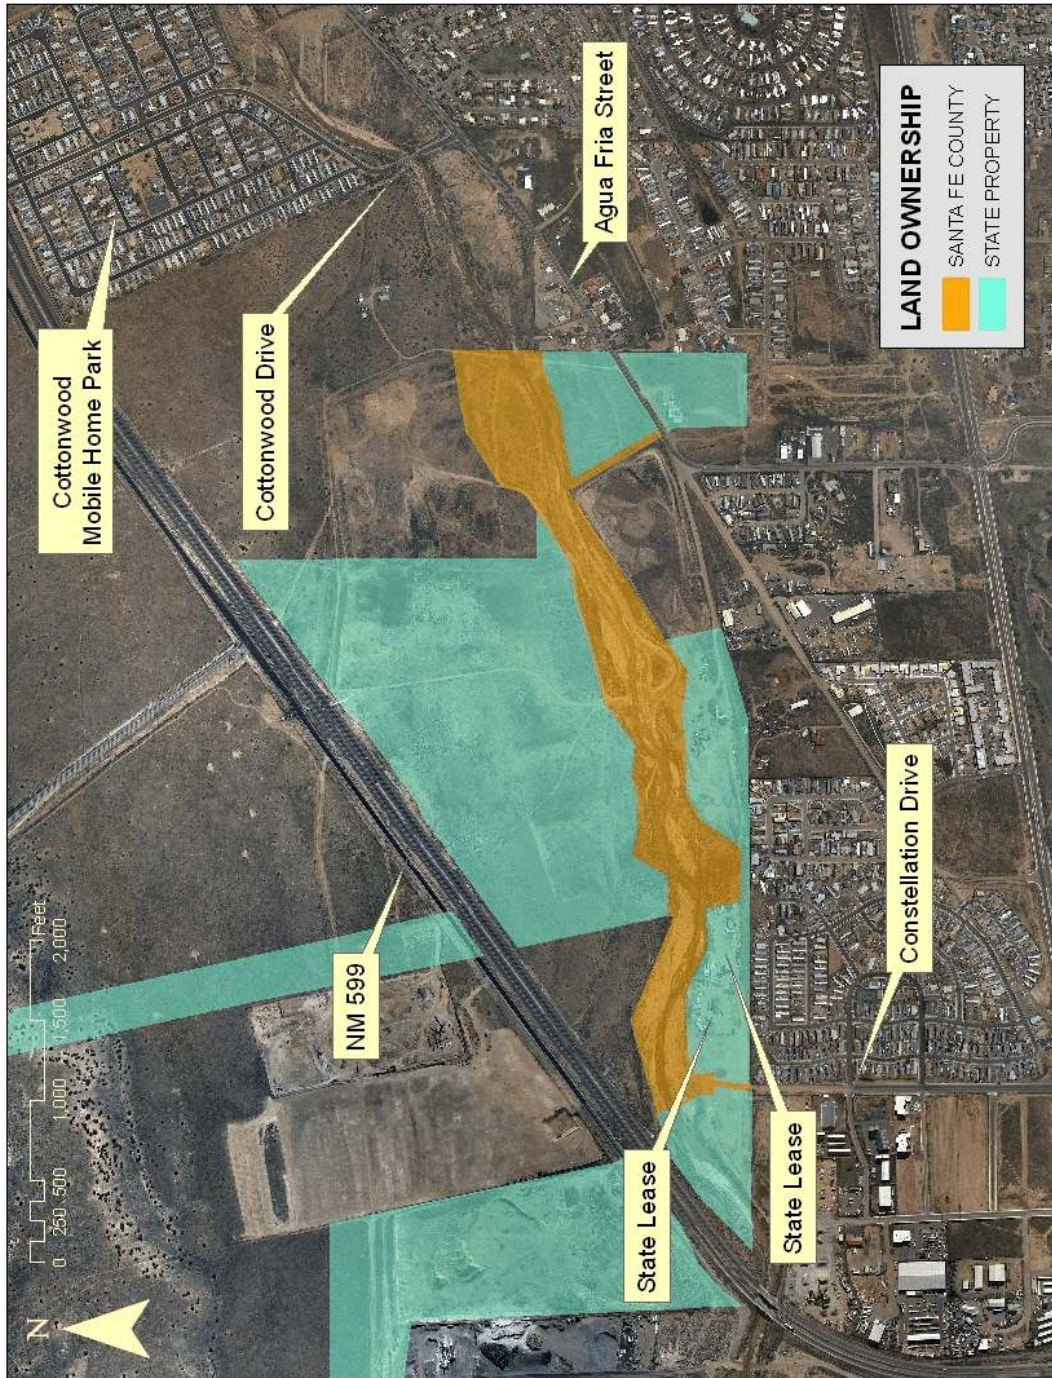 N
0 250 500 1,000 1,500 2,000
Feet
Cottonwood
Mobile Home Park
Cottonwood Drive
NM 599
Agua Fria Street
State Lease
State Lease
Constellation Drive
LAND OWNERSHIP
SANTA FE COUNTY
STATE PROPERTY